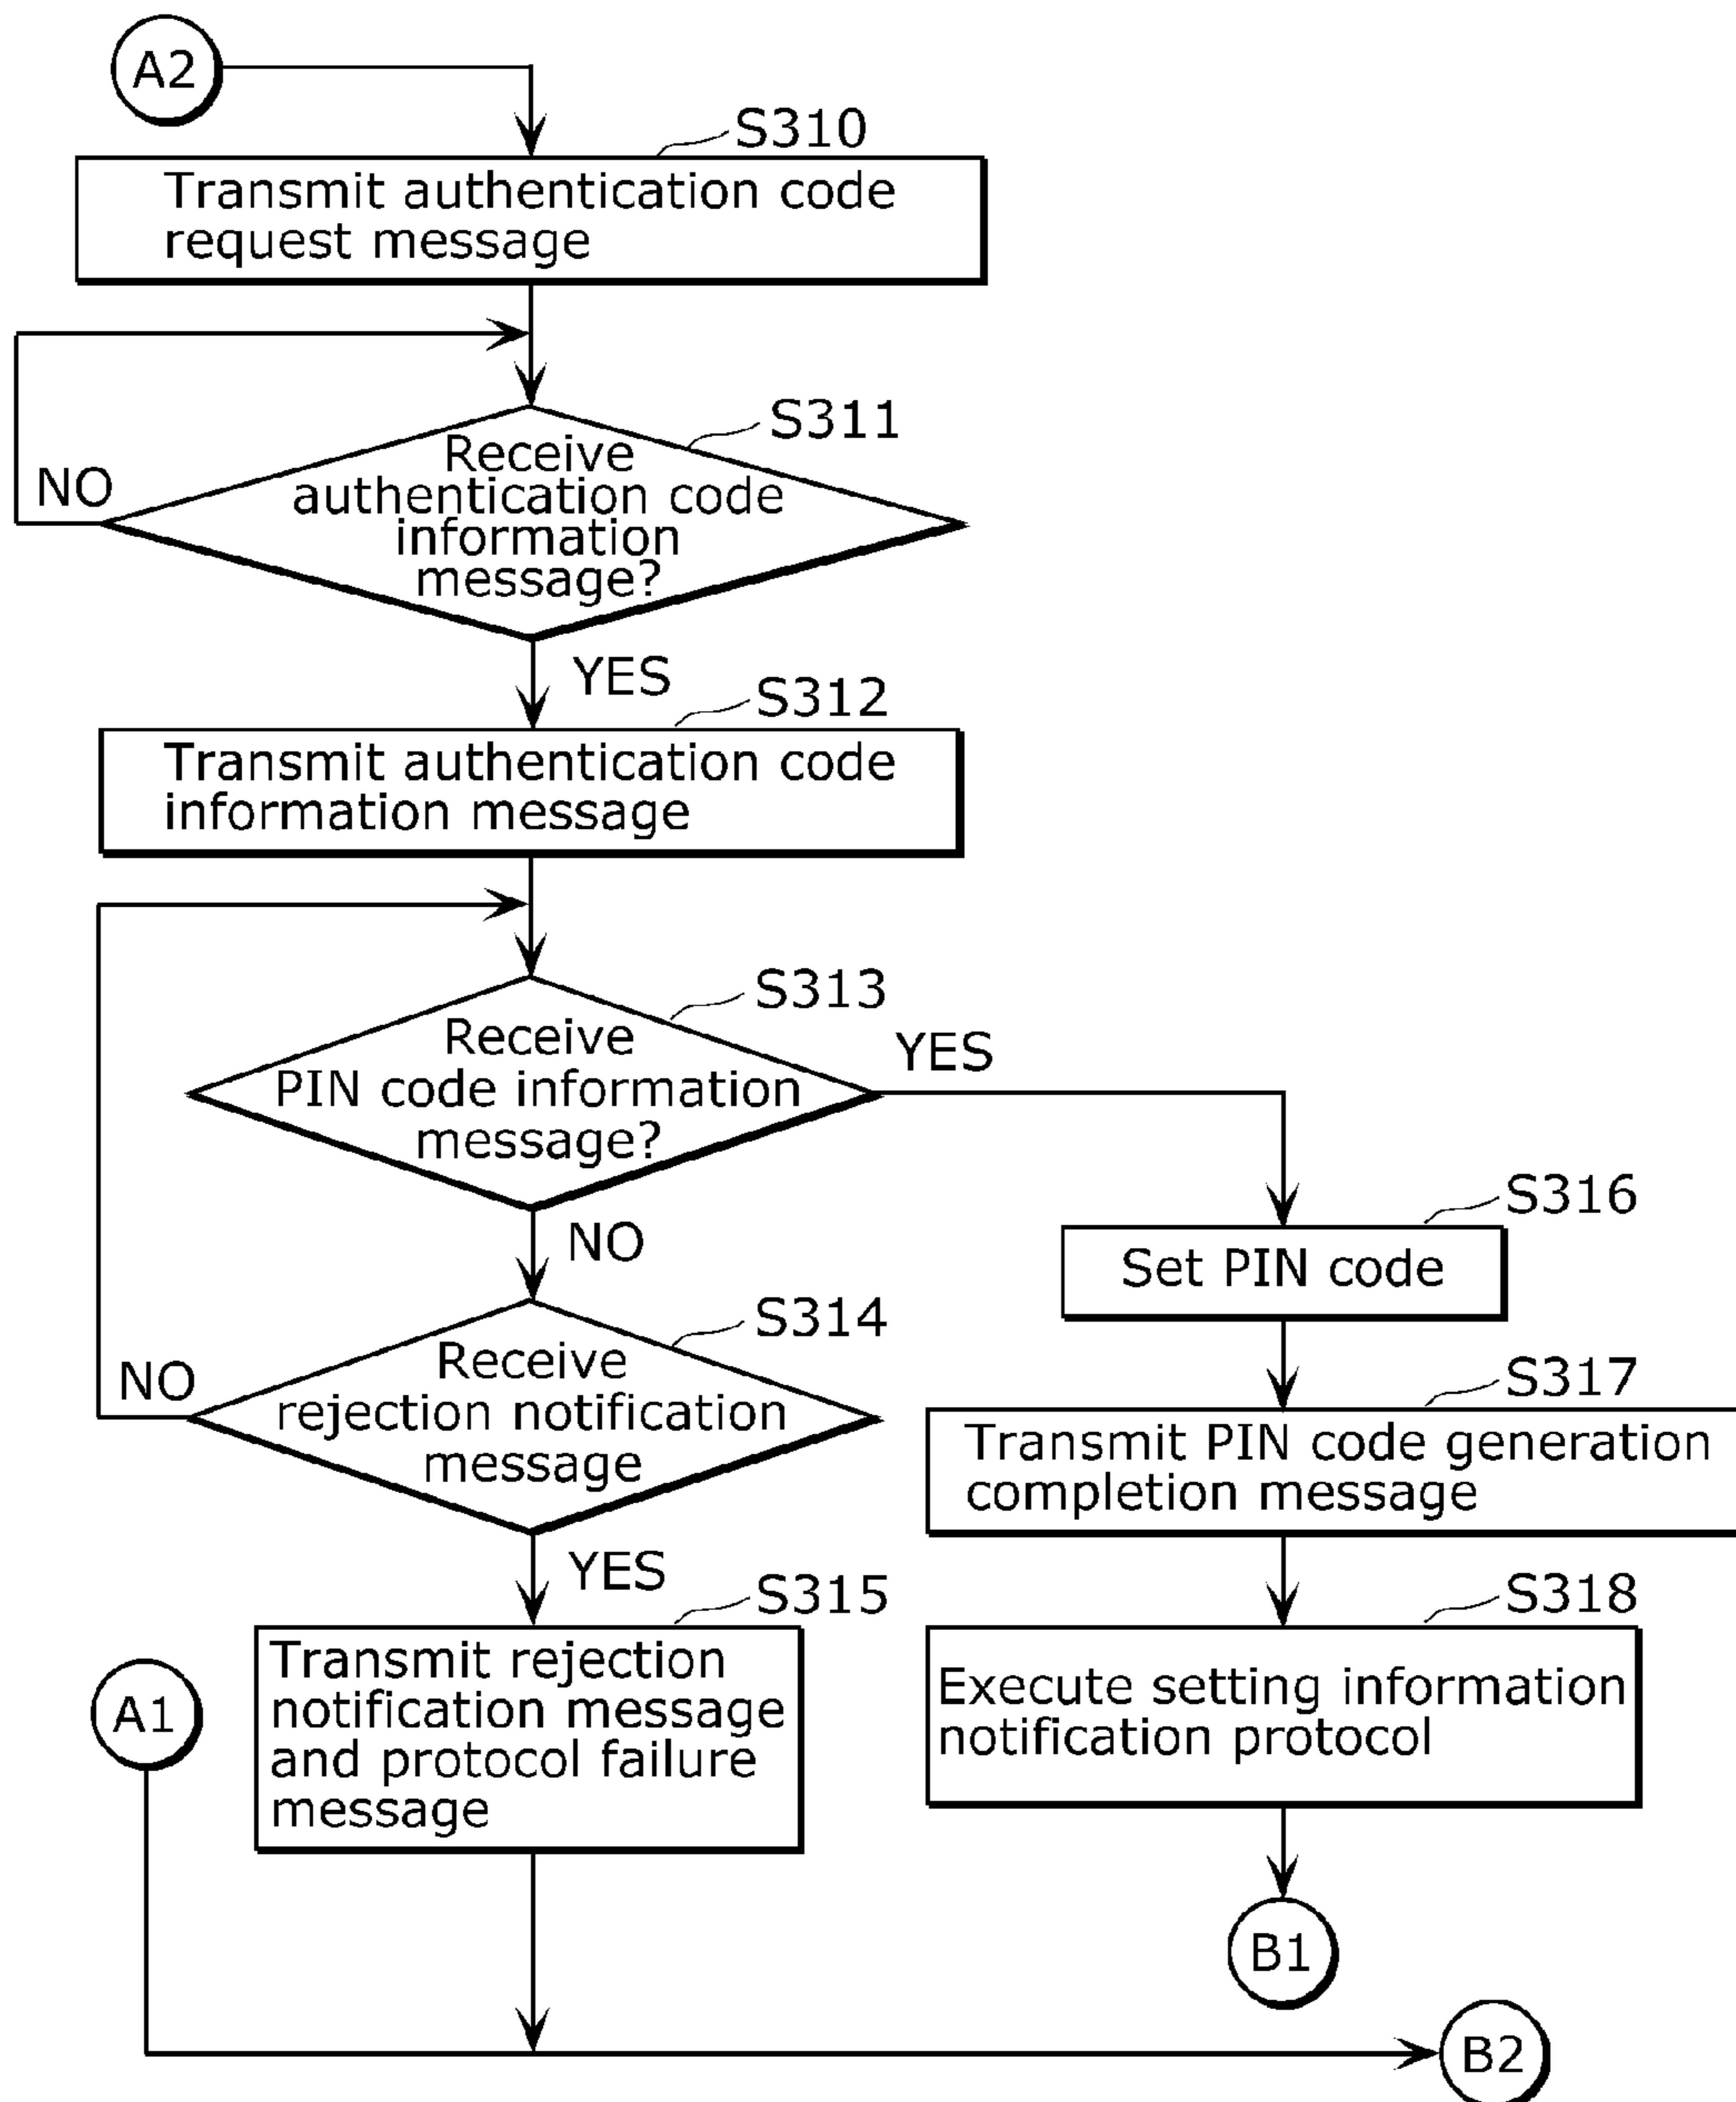 A2
S310
Transmit authentication code
request message
S311
Receive
authentication code
information
message?
NO
YES
S312
Transmit authentication code
information message
S313
Receive
PIN code information
message?
YES
NO
S316
Set PIN code
S314
Receive
rejection notification
message
NO
YES
S317
Transmit PIN code generation
completion message
S315
Transmit rejection
notification message
and protocol failure
message
S318
Execute setting information
notification protocol
A1
B1
B2